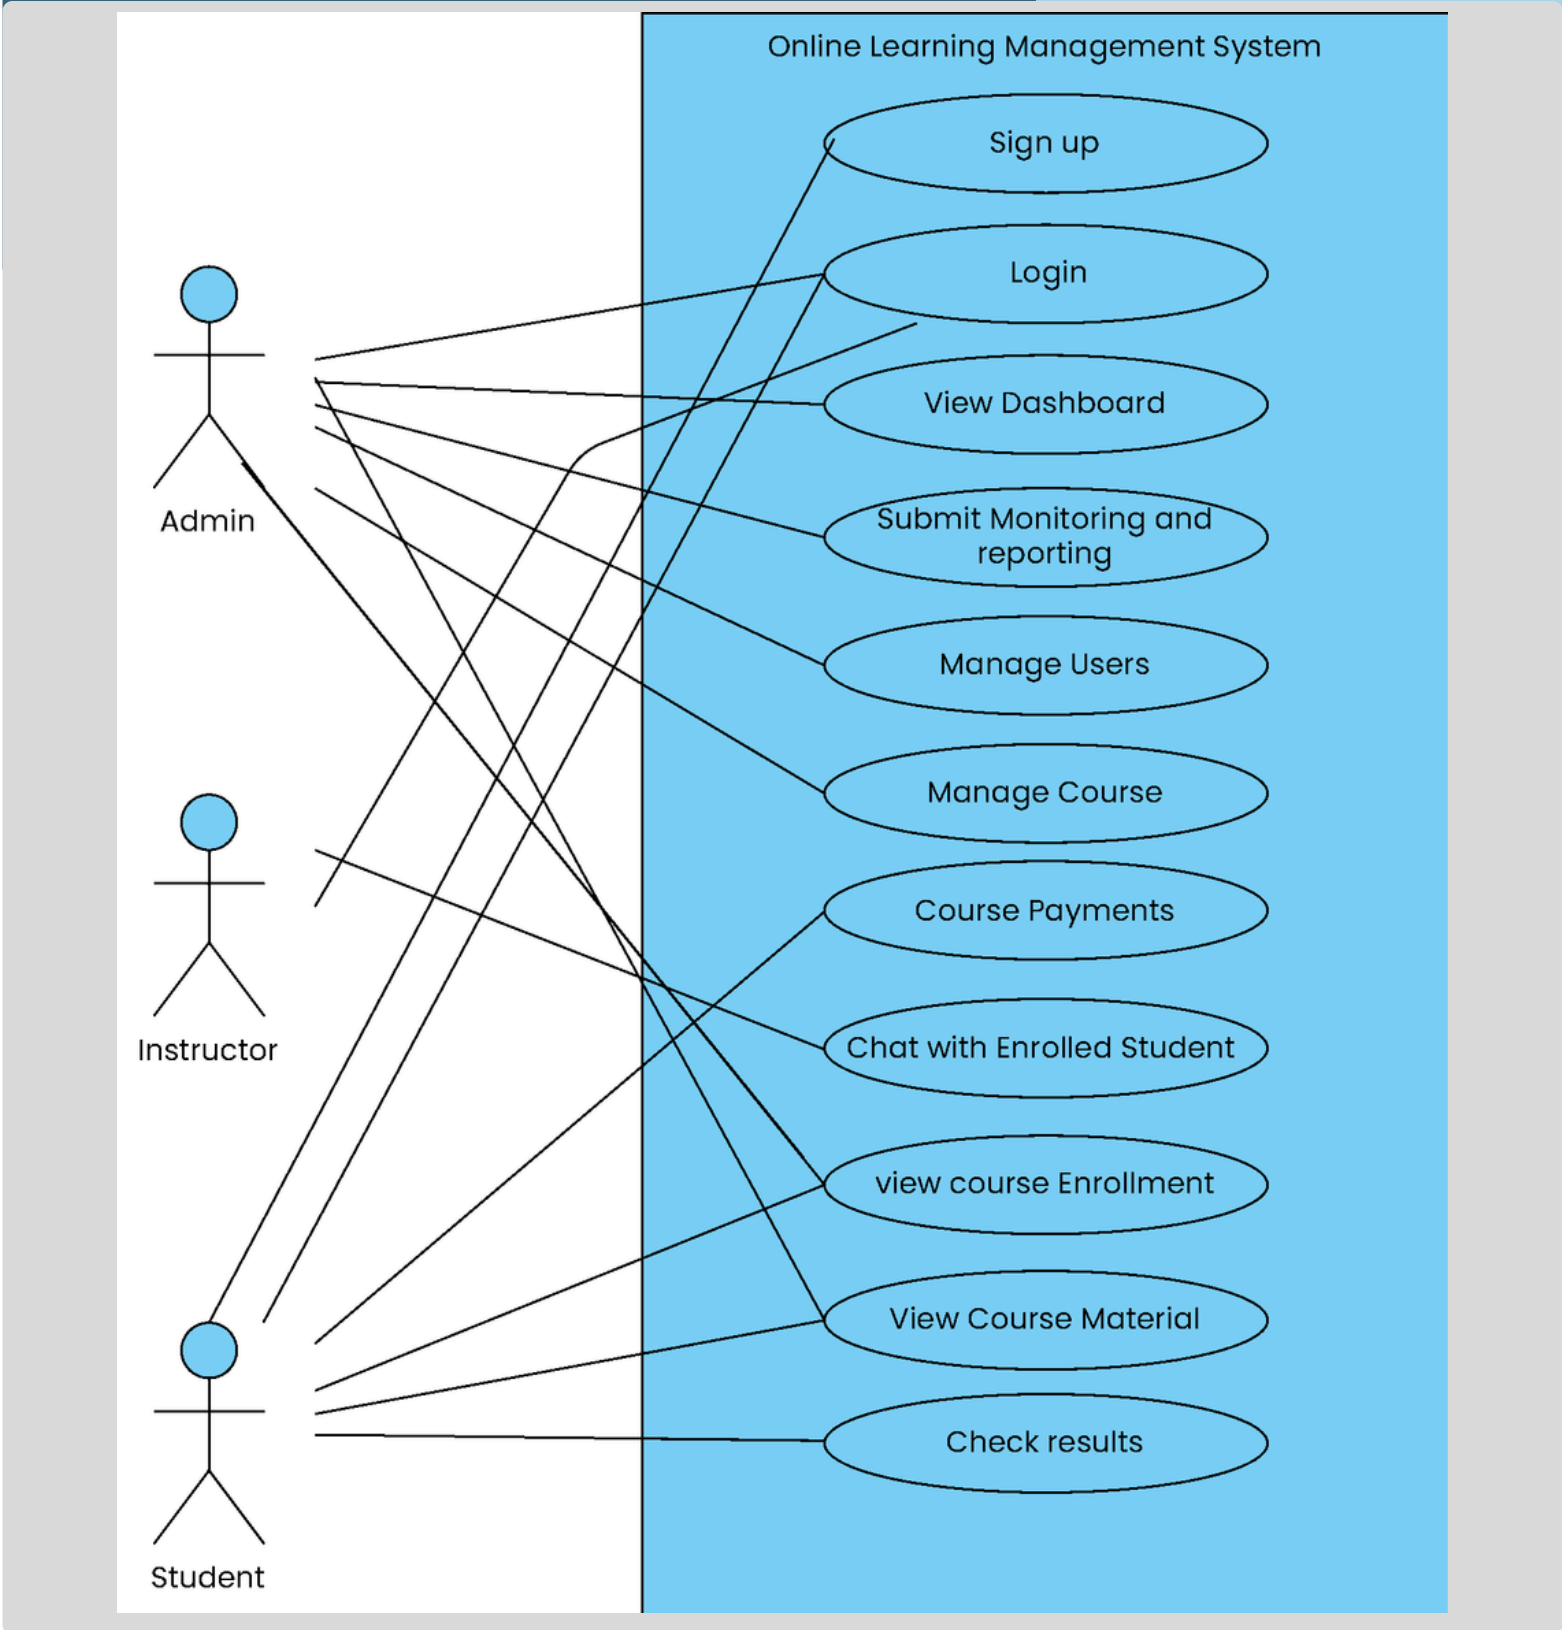 Online Learning Management System
Sign up
Login
View Dashboard
Submit Monitoring and
reporting
Manage Users
Manage Course
Course Payments
Chat with Enrolled Student
view course Enrollment
View Course Material
Check results
Admin
Instructor
Student